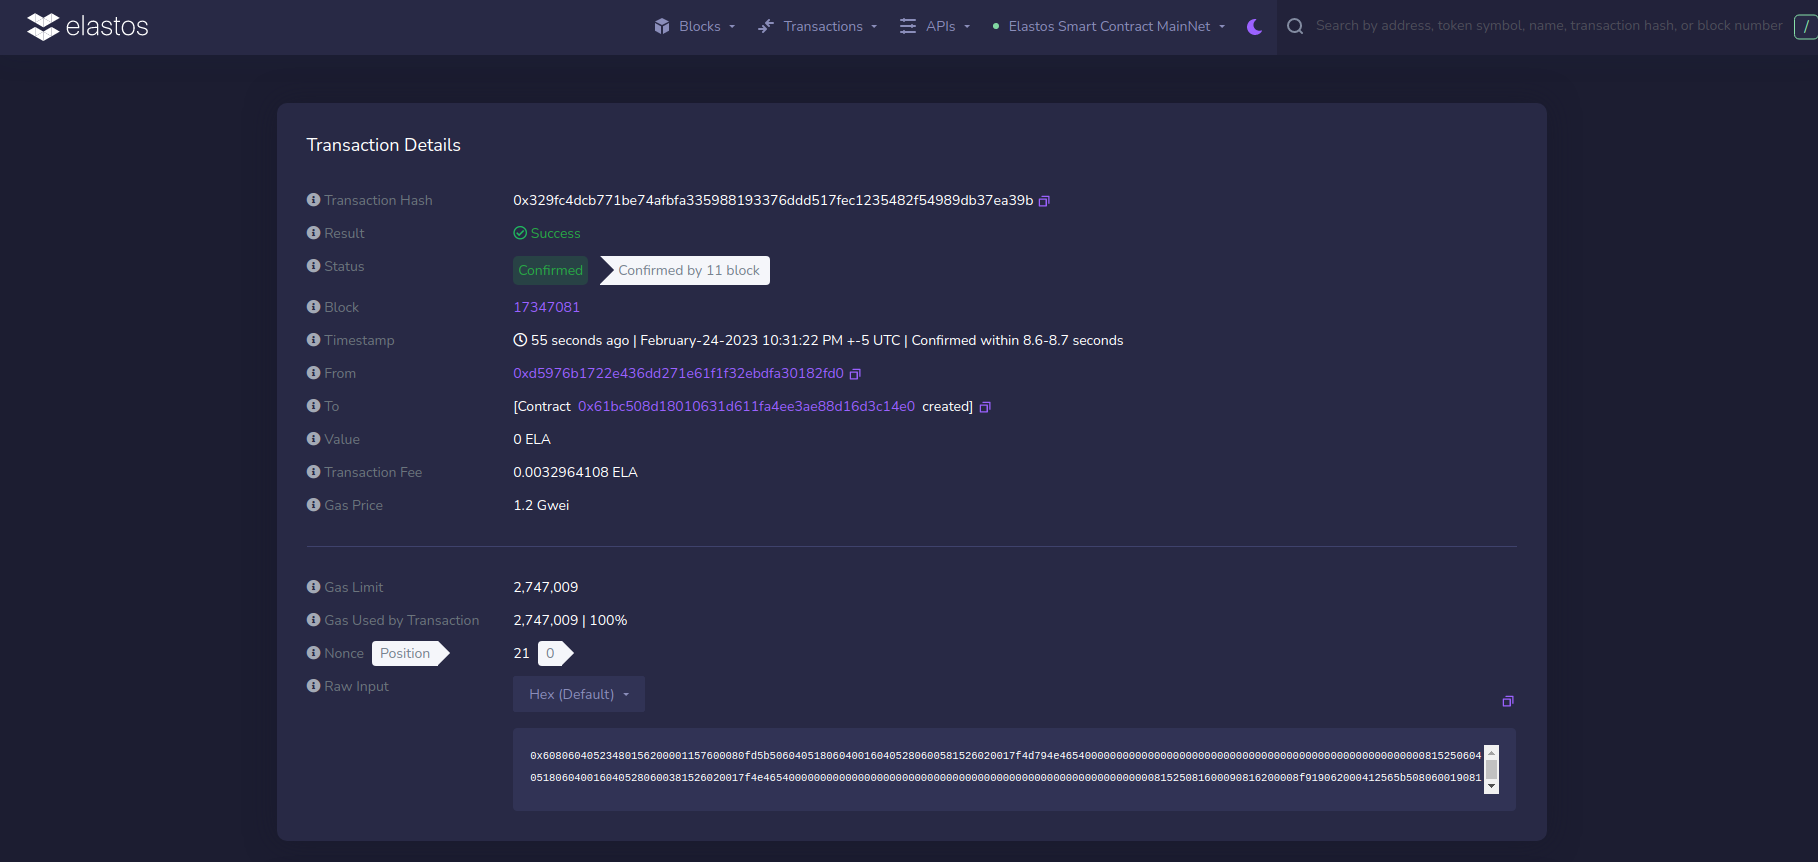 elastos
Blocks
Transactions
APIs
Elastos Smart Contract MainNet
Search by address, token symbol, name, transaction hash, or block number
/
Transaction Details
Transaction Hash 0x329fc4dcb771be74afbfa335988193376ddd517fec1235482f54989db37ea39b
Result Success
Status Confirmed Confirmed by 11 block
Block 17347081
Timestamp 55 seconds ago | February-24-2023 10:31:22 PM +-5 UTC | Confirmed within 8.6-8.7 seconds
From 0xd5976b1722e436dd271e61f1f32ebdfa30182fd0
To [Contract 0x61bc508d18010631d611fa4ee3ae88d16d3c14e0 created]
Value 0 ELA
Transaction Fee 0.0032964108 ELA
Gas Price 1.2 Gwei
Gas Limit 2,747,009
Gas Used by Transaction 2,747,009 | 100%
Nonce Position 21 0
Raw Input Hex (Default)